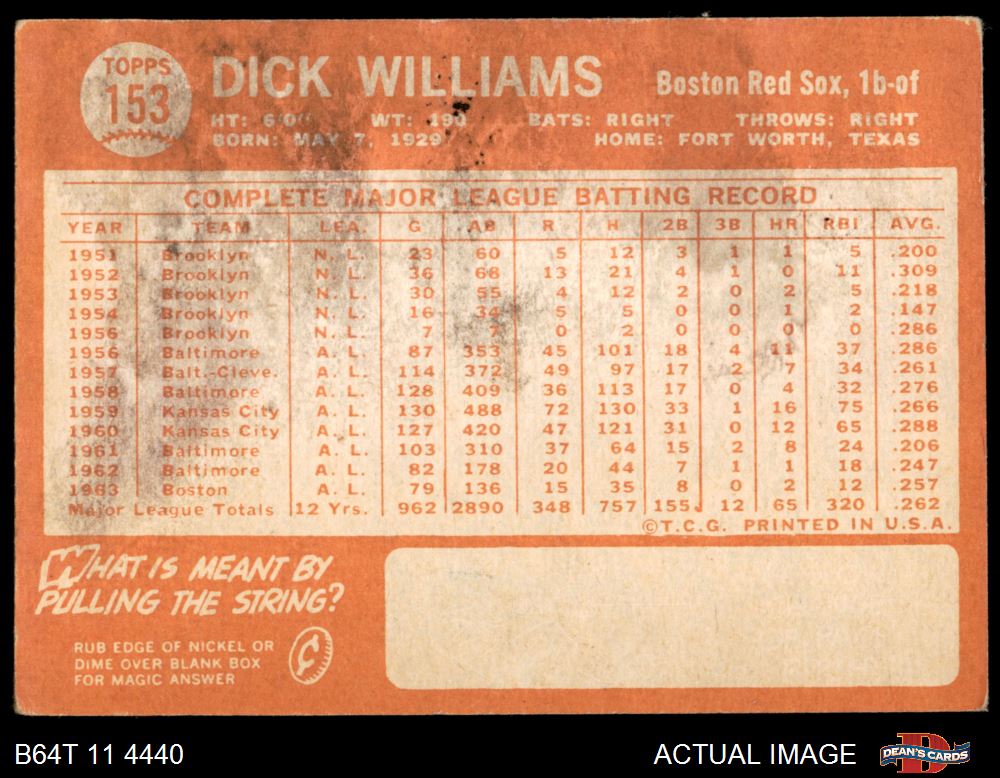 TOPPS
153
DICK WILLIAMS
Boston Red Sox, 1b-of
HT: 6'00" WT: 190 BATS: RIGHT THROWS: RIGHT
BORN: MAY 7, 1929 HOME: FORT WORTH, TEXAS
COMPLETE MAJOR LEAGUE BATTING RECORD
YEAR TEAM LEA. G AB R H 2B 3B HR RBI AVG.
1951 Brooklyn N. L. 23 60 5 12 3 1 1 5 .200
1952 Brooklyn N. L. 36 68 13 21 4 1 0 11 .309
1953 Brooklyn N. L. 30 55 4 12 2 0 2 5 .218
1954 Brooklyn N. L. 16 34 5 5 0 0 1 2 .147
1956 Brooklyn N. L. 7 7 0 2 0 0 0 0 .286
1956 Baltimore A. L. 87 353 45 101 18 4 11 37 .286
1957 Balt.-Cleve. A. L. 114 372 49 97 17 2 7 34 .261
1958 Baltimore A. L. 128 409 36 113 17 0 4 32 .276
1959 Kansas City A. L. 130 488 72 130 33 1 16 75 .266
1960 Kansas City A. L. 127 420 47 121 31 0 12 65 .288
1961 Baltimore A. L. 103 310 37 64 15 2 8 24 .206
1962 Baltimore A. L. 82 178 20 44 7 1 1 18 .247
1963 Boston A. L. 79 136 15 35 8 0 2 12 .257
Major League Totals 12 Yrs. 962 2890 348 757 155 12 65 320 .262
©T.C.G. PRINTED IN U.S.A.
WHAT IS MEANT BY
PULLING THE STRING?
RUB EDGE OF NICKEL OR
DIME OVER BLANK BOX
FOR MAGIC ANSWER
¢
B64T 11 4440
ACTUAL IMAGE
D
DEAN'S CARDS